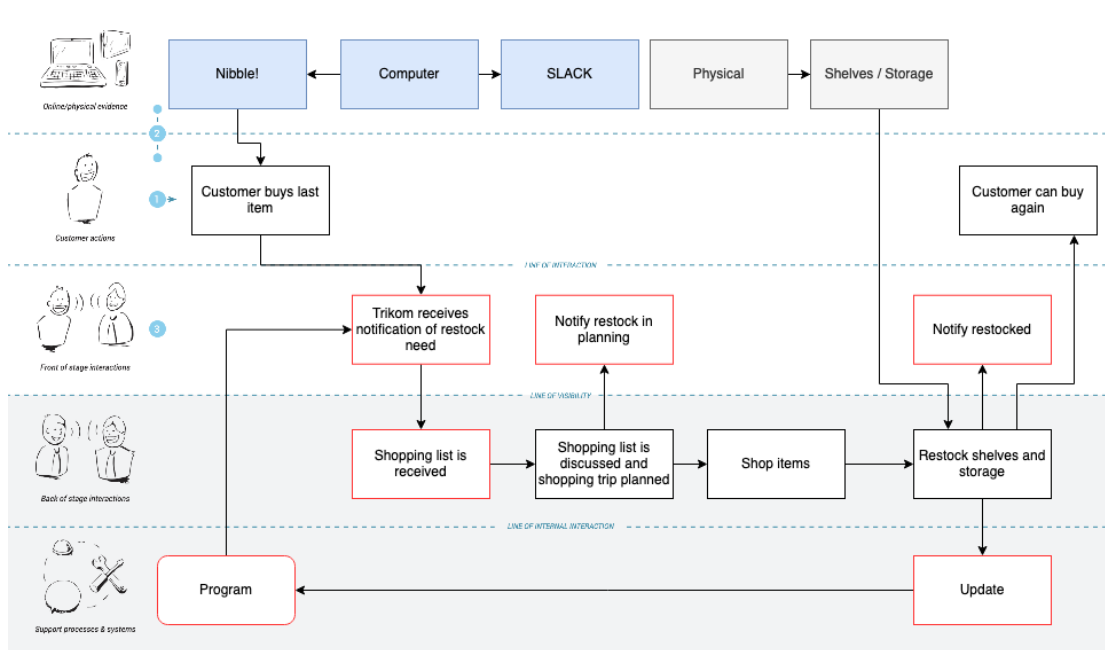 Nibble!
Computer
SLACK
Physical
Shelves / Storage
Online/physical evidence
2
Customer buys last
item
Customer can buy
again
1
Customer actions
LINE OF INTERACTION
Trikom receives
notification of restock
need
Notify restock in
planning
Notify restocked
3
Front of stage interactions
LINE OF VISIBILITY
Shopping list is
received
Shopping list is
discussed and
shopping trip planned
Shop items
Restock shelves and
storage
Back of stage interactions
LINE OF INTERNAL INTERACTION
Program
Update
Support processes & systems